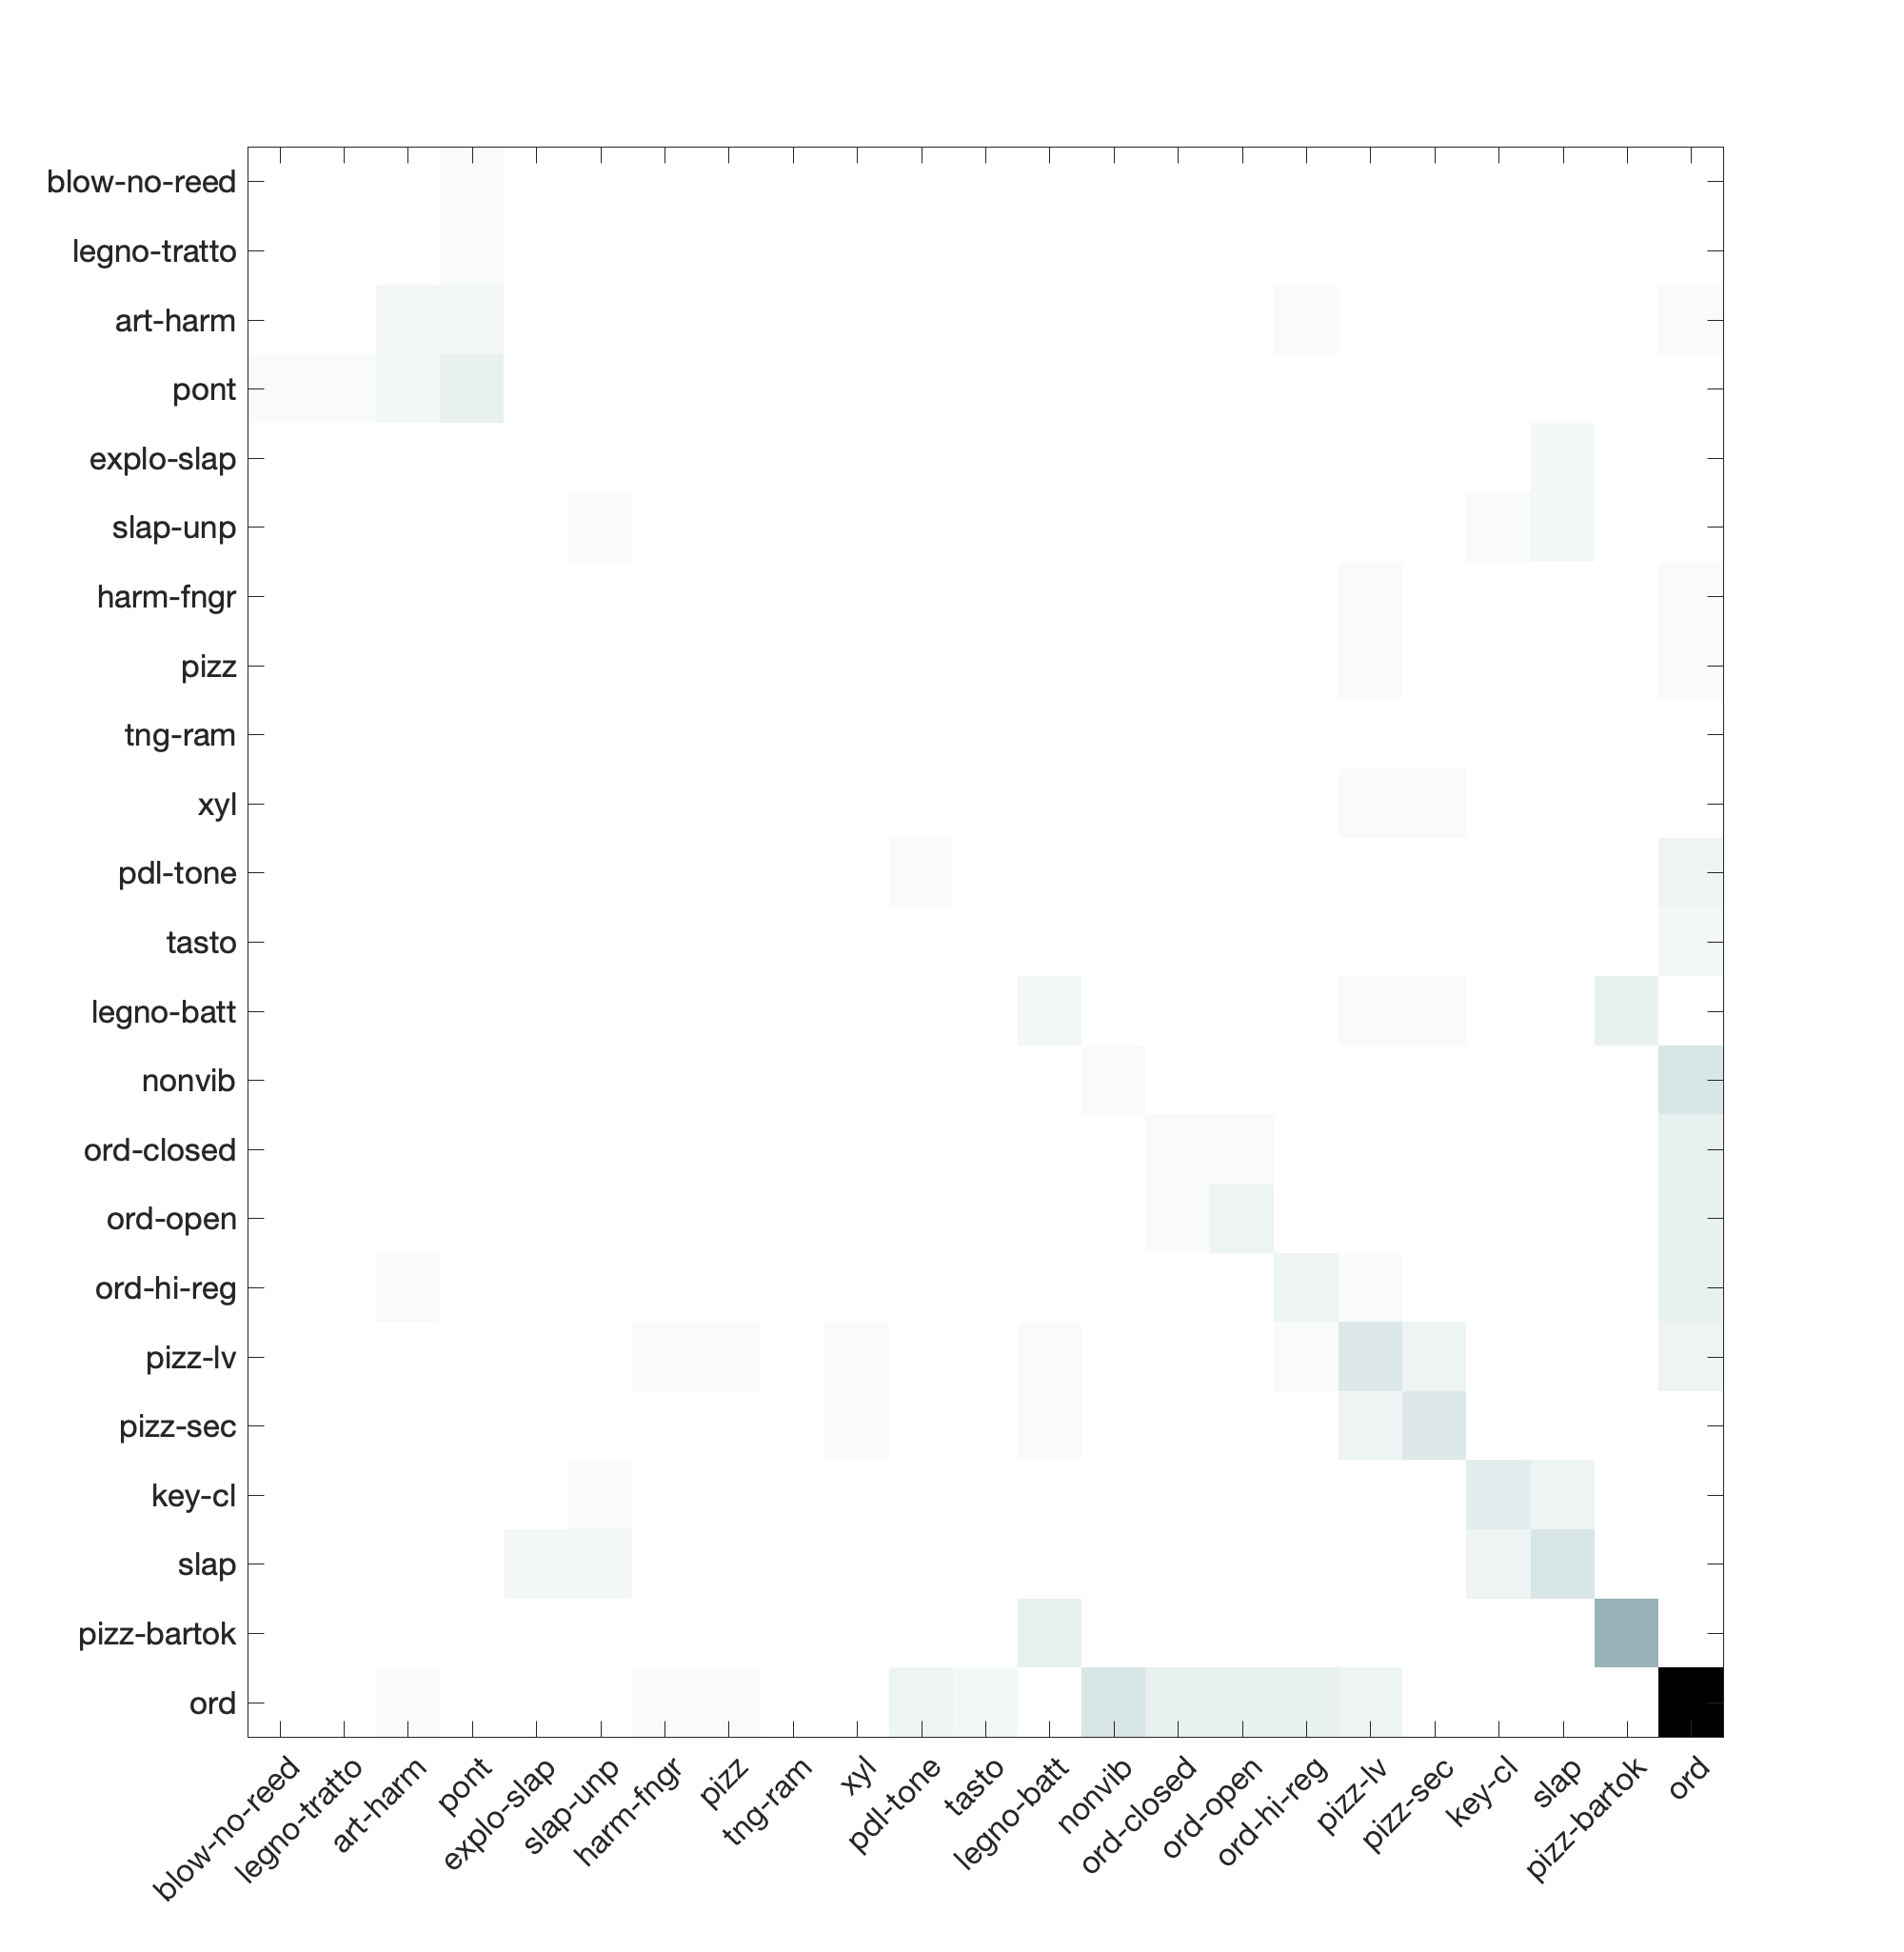 blow-no-reed
legno-tratto
art-harm
pont
explo-slap
slap-unp
harm-fngr
pizz
tng-ram
xyl
pdl-tone
tasto
legno-batt
nonvib
ord-closed
ord-open
ord-hi-reg
pizz-lv
pizz-sec
key-cl
slap
pizz-bartok
ord
blow-no-reed
legno-tratto
art-harm
pont
explo-slap
slap-unp
harm-fngr
pizz
tng-ram
xyl
pdl-tone
tasto
legno-batt
nonvib
ord-closed
ord-open
ord-hi-reg
pizz-lv
pizz-sec
key-cl
slap
pizz-bartok
ord